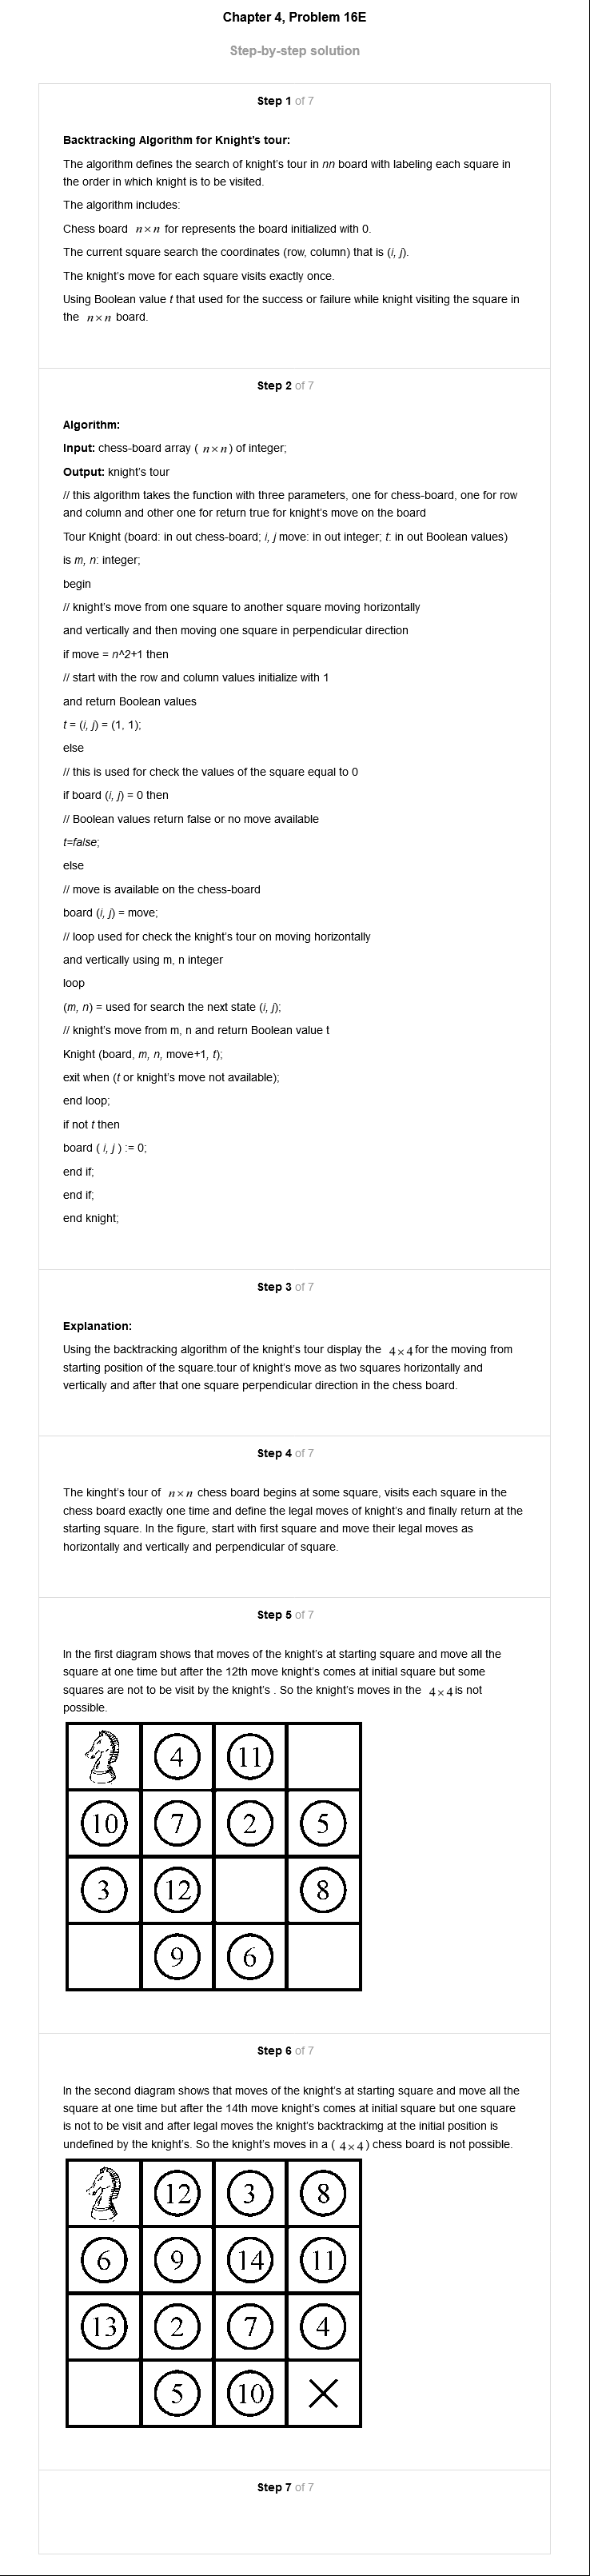 Chapter 4, Problem 16E
Step-by-step solution
Step 1 of 7
Backtracking Algorithm for Knight's tour:
The algorithm defines the search of knight's tour in nn board with labeling each square in
the order in which knight is to be visited.
The algorithm includes:
Chess board n×n for represents the board initialized with 0.
The current square search the coordinates (row, column) that is (i, j).
The knight's move for each square visits exactly once.
Using Boolean value t that used for the success or failure while knight visiting the square in
the n×n board.
Step 2 of 7
Algorithm:
Input: chess-board array ( n×n ) of integer;
Output: knight's tour
// this algorithm takes the function with three parameters, one for chess-board, one for row
and column and other one for return true for knight's move on the board
Tour Knight (board: in out chess-board; i, j move: in out integer; t: in out Boolean values)
is m, n: integer;
begin
// knight's move from one square to another square moving horizontally
and vertically and then moving one square in perpendicular direction
if move = n^2+1 then
// start with the row and column values initialize with 1
and return Boolean values
t = (i, j) = (1, 1);
else
// this is used for check the values of the square equal to 0
if board (i, j) = 0 then
// Boolean values return false or no move available
t=false;
else
// move is available on the chess-board
board (i, j) = move;
// loop used for check the knight's tour on moving horizontally
and vertically using m, n integer
loop
(m, n) = used for search the next state (i, j);
// knight's move from m, n and return Boolean value t
Knight (board, m, n, move+1, t);
exit when (t or knight's move not available);
end loop;
if not t then
board ( i, j ) := 0;
end if;
end if;
end knight;
Step 3 of 7
Explanation:
Using the backtracking algorithm of the knight's tour display the 4×4 for the moving from
starting position of the square.tour of knight's move as two squares horizontally and
vertically and after that one square perpendicular direction in the chess board.
Step 4 of 7
The kinght's tour of n×n chess board begins at some square, visits each square in the
chess board exactly one time and define the legal moves of knight's and finally return at the
starting square. In the figure, start with first square and move their legal moves as
horizontally and vertically and perpendicular of square.
Step 5 of 7
In the first diagram shows that moves of the knight's at starting square and move all the
square at one time but after the 12th move knight's comes at initial square but some
squares are not to be visit by the knight's . So the knight's moves in the 4×4 is not
possible.
4 11
10 7 2 5
3 12 8
9 6
Step 6 of 7
In the second diagram shows that moves of the knight's at starting square and move all the
square at one time but after the 14th move knight's comes at initial square but one square
is not to be visit and after legal moves the knight's backtrackimg at the initial position is
undefined by the knight's. So the knight's moves in a ( 4×4 ) chess board is not possible.
12 3 8
6 9 14 11
13 2 7 4
5 10 ×
Step 7 of 7